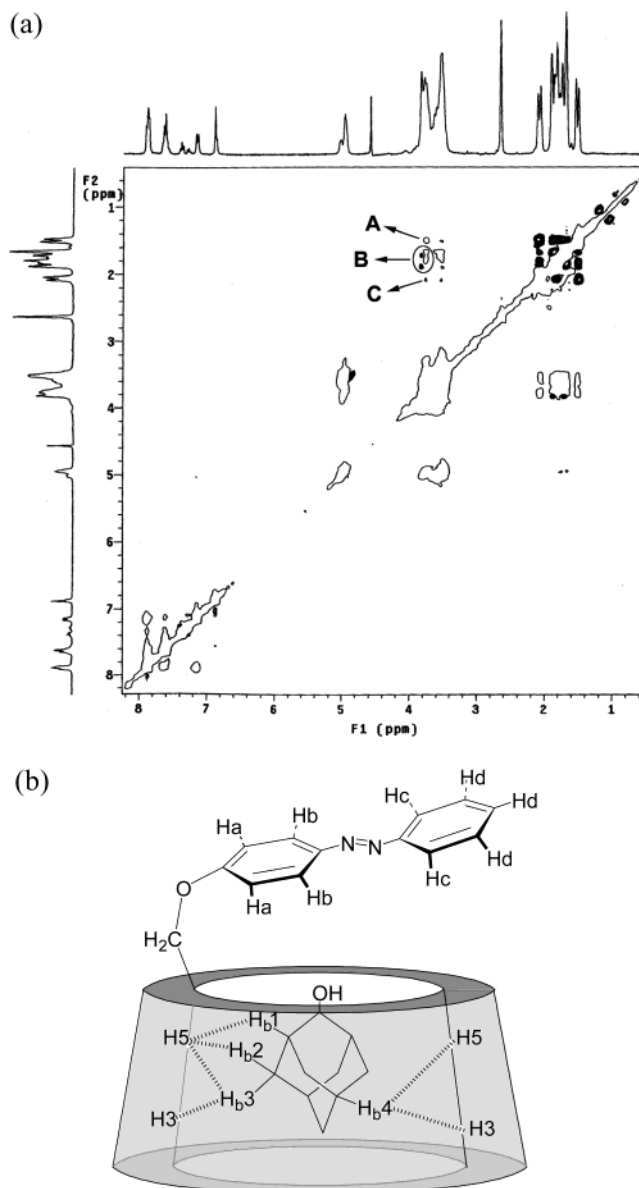 (a)
F2
(ppm)
1
2
3
4
5
6
7
8
A
B
C
8 7 6 5 4 3 2 1
F1 (ppm)
(b)
Ha Hb Hc Hd Hd
N=N
O Ha Hb Hc Hd
H2C
OH
Hb1
H5 H5
Hb2
Hb3 Hb4
H3 H3